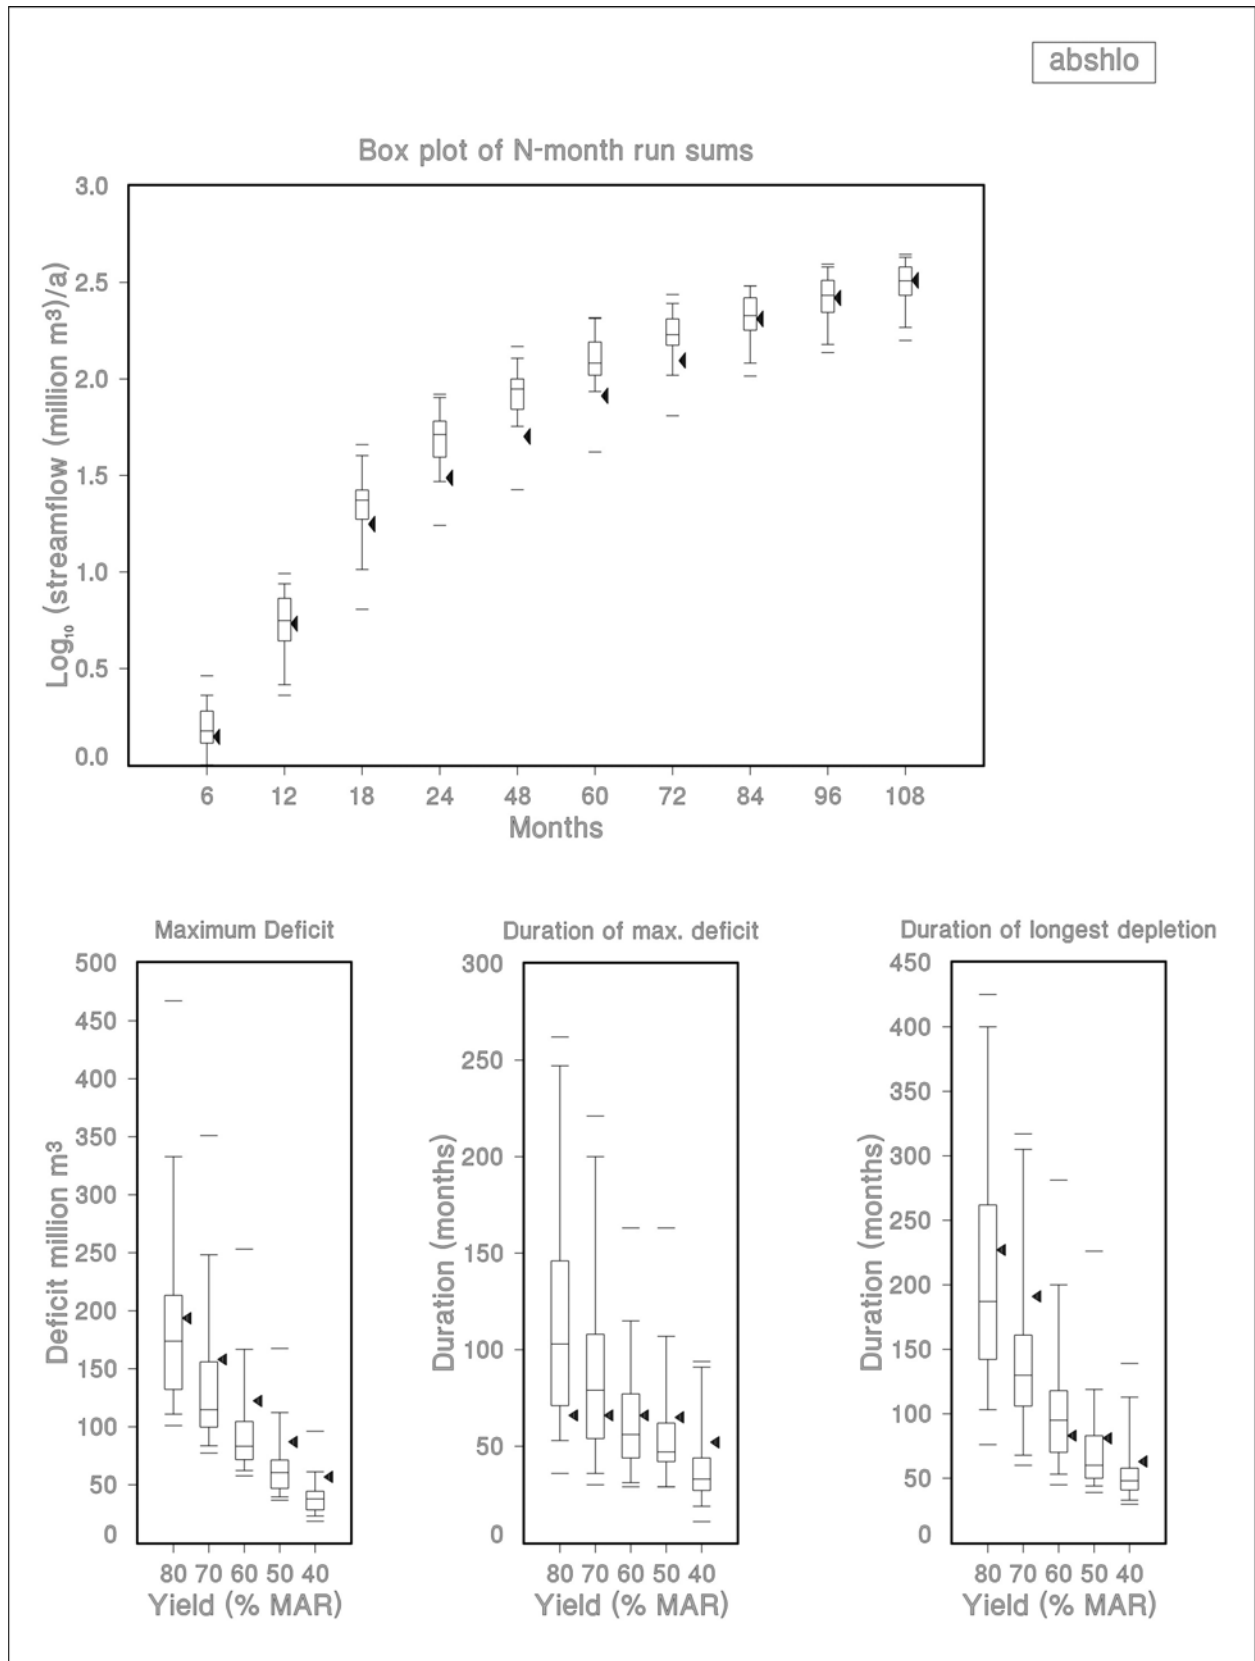 abshlo
Box plot of N-month run sums
3.0
2.5
2.0
1.5
1.0
0.5
0.0
Log₁₀ (streamflow (million m³)/a)
6 12 18 24 48 60 72 84 96 108
Months
Maximum Deficit
500
450
400
350
300
250
200
150
100
50
0
Deficit million m³
80 70 60 50 40
Yield (% MAR)
Duration of max. deficit
300
250
200
150
100
50
0
Duration (months)
80 70 60 50 40
Yield (% MAR)
Duration of longest depletion
450
400
350
300
250
200
150
100
50
0
Duration (months)
80 70 60 50 40
Yield (% MAR)